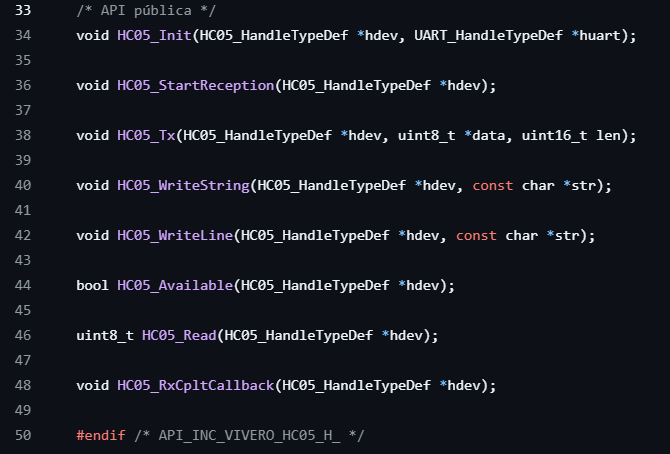 33 /* API pública */
34 void HC05_Init(HC05_HandleTypeDef *hdev, UART_HandleTypeDef *huart);
35
36 void HC05_StartReception(HC05_HandleTypeDef *hdev);
37
38 void HC05_Tx(HC05_HandleTypeDef *hdev, uint8_t *data, uint16_t len);
39
40 void HC05_WriteString(HC05_HandleTypeDef *hdev, const char *str);
41
42 void HC05_WriteLine(HC05_HandleTypeDef *hdev, const char *str);
43
44 bool HC05_Available(HC05_HandleTypeDef *hdev);
45
46 uint8_t HC05_Read(HC05_HandleTypeDef *hdev);
47
48 void HC05_RxCpltCallback(HC05_HandleTypeDef *hdev);
49
50 #endif /* API_INC_VIVERO_HC05_H_ */